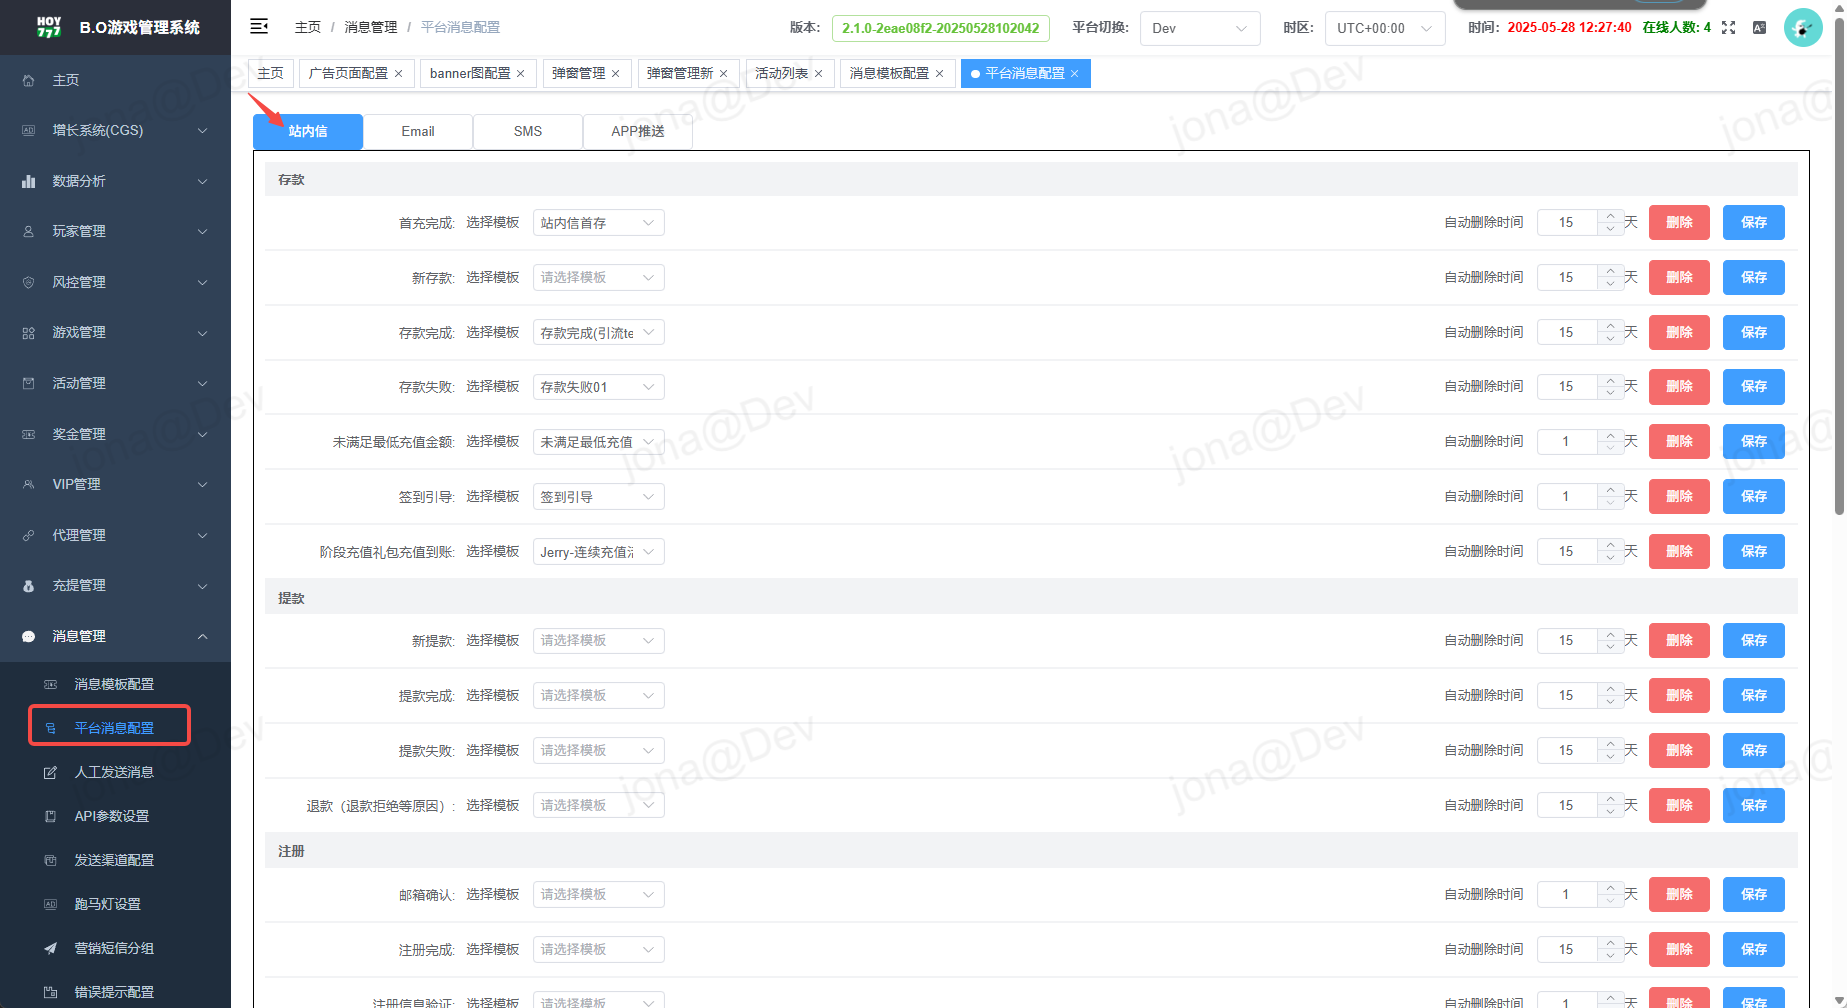 HOY
777
B.O游戏管理系统
主页 / 消息管理 / 平台消息配置
版本: 2.1.0-2eae08f2-20250528102042
平台切换: Dev
时区: UTC+00:00
时间: 2025-05-28 12:27:40 在线人数: 4
主页
广告页面配置 ×
banner图配置 ×
弹窗管理 ×
弹窗管理新 ×
活动列表 ×
消息模板配置 ×
平台消息配置 ×
主页
增长系统(CGS)
数据分析
玩家管理
风控管理
游戏管理
活动管理
奖金管理
VIP管理
代理管理
充提管理
消息管理
消息模板配置
平台消息配置
人工发送消息
API参数设置
发送渠道配置
跑马灯设置
营销短信分组
错误提示配置
站内信
Email
SMS
APP推送
存款
首充完成: 选择模板 站内信首存 自动删除时间 15 天 删除 保存
新存款: 选择模板 请选择模板 自动删除时间 15 天 删除 保存
存款完成: 选择模板 存款完成(引流te 自动删除时间 15 天 删除 保存
存款失败: 选择模板 存款失败01 自动删除时间 15 天 删除 保存
未满足最低充值金额: 选择模板 未满足最低充值 自动删除时间 1 天 删除 保存
签到引导: 选择模板 签到引导 自动删除时间 1 天 删除 保存
阶段充值礼包充值到账: 选择模板 Jerry-连续充值 自动删除时间 15 天 删除 保存
提款
新提款: 选择模板 请选择模板 自动删除时间 15 天 删除 保存
提款完成: 选择模板 请选择模板 自动删除时间 15 天 删除 保存
提款失败: 选择模板 请选择模板 自动删除时间 15 天 删除 保存
退款（退款拒绝等原因）: 选择模板 请选择模板 自动删除时间 15 天 删除 保存
注册
邮箱确认: 选择模板 请选择模板 自动删除时间 1 天 删除 保存
注册完成: 选择模板 请选择模板 自动删除时间 15 天 删除 保存
注册信息验证: 选择模板 请选择模板 自动删除时间 1 天 删除 保存
jona@Dev